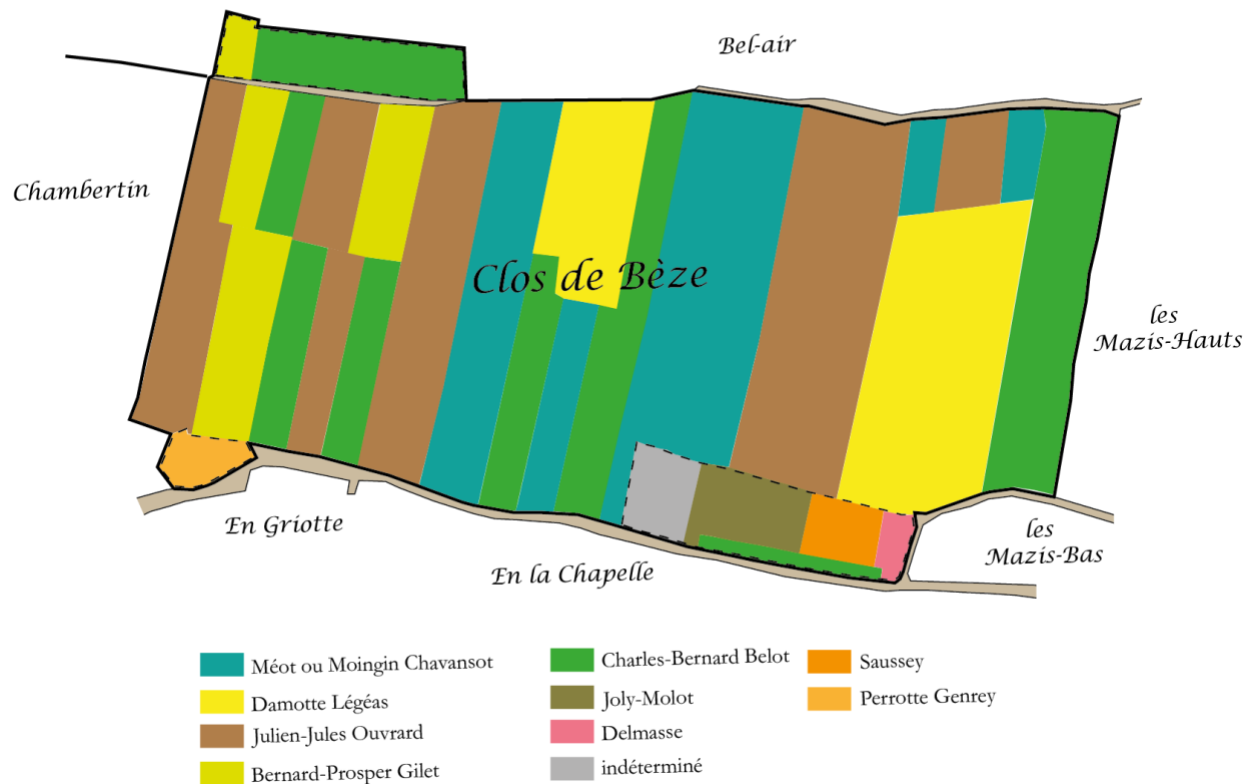 Bel-air
Chambertin
Clos de Bèze
les
Mazis-Hauts
En Griotte
En la Chapelle
les
Mazis-Bas
Méot ou Moingin Chavansot
Damotte Légéas
Julien-Jules Ouvrard
Bernard-Prosper Gilet
Charles-Bernard Belot
Joly-Molot
Delmasse
indéterminé
Saussey
Perrotte Genrey